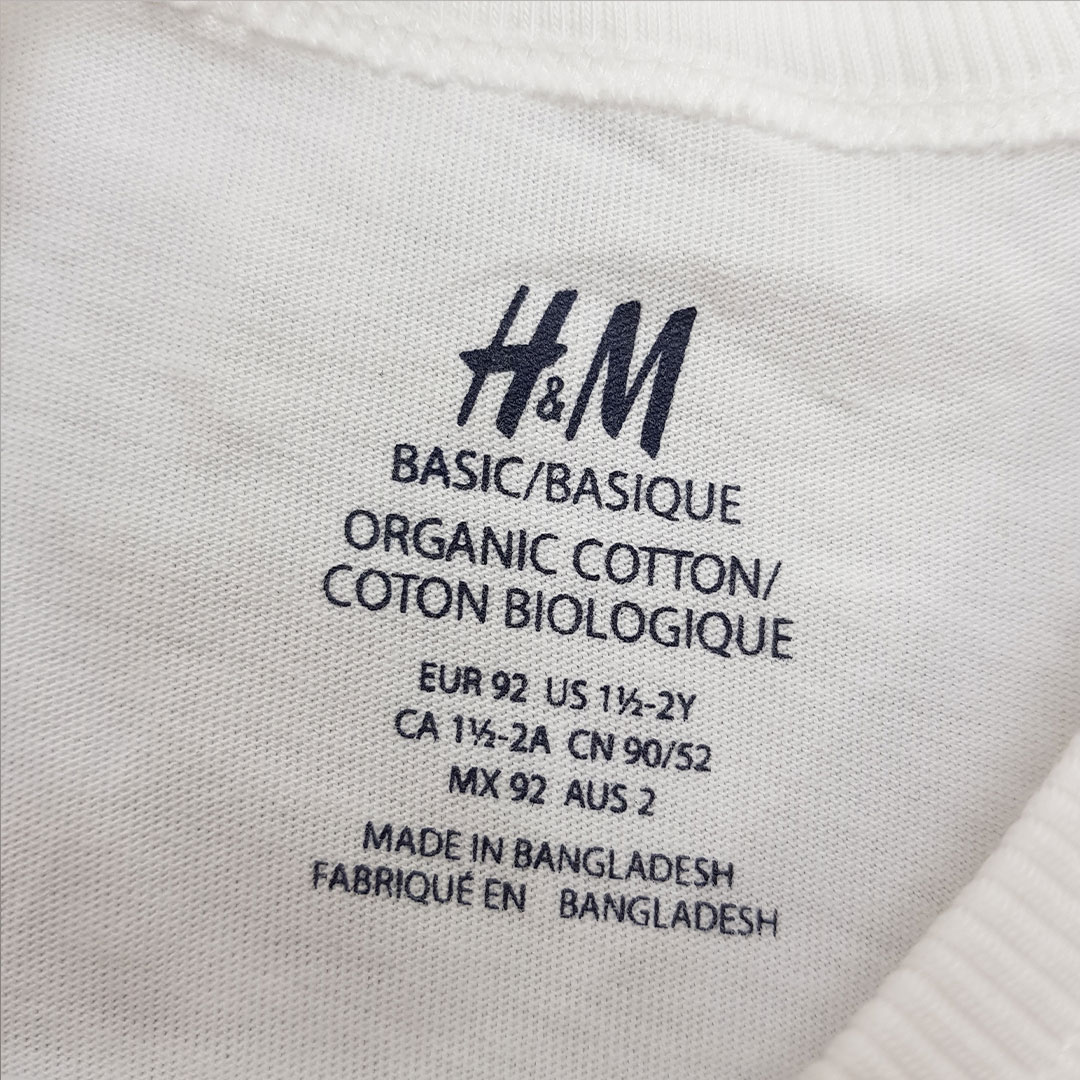 H&M
BASIC/BASIQUE
ORGANIC COTTON/
COTON BIOLOGIQUE
EUR 92 US 1½-2Y
CA 1½-2A CN 90/52
MX 92 AUS 2
MADE IN BANGLADESH
FABRIQUÉ EN BANGLADESH